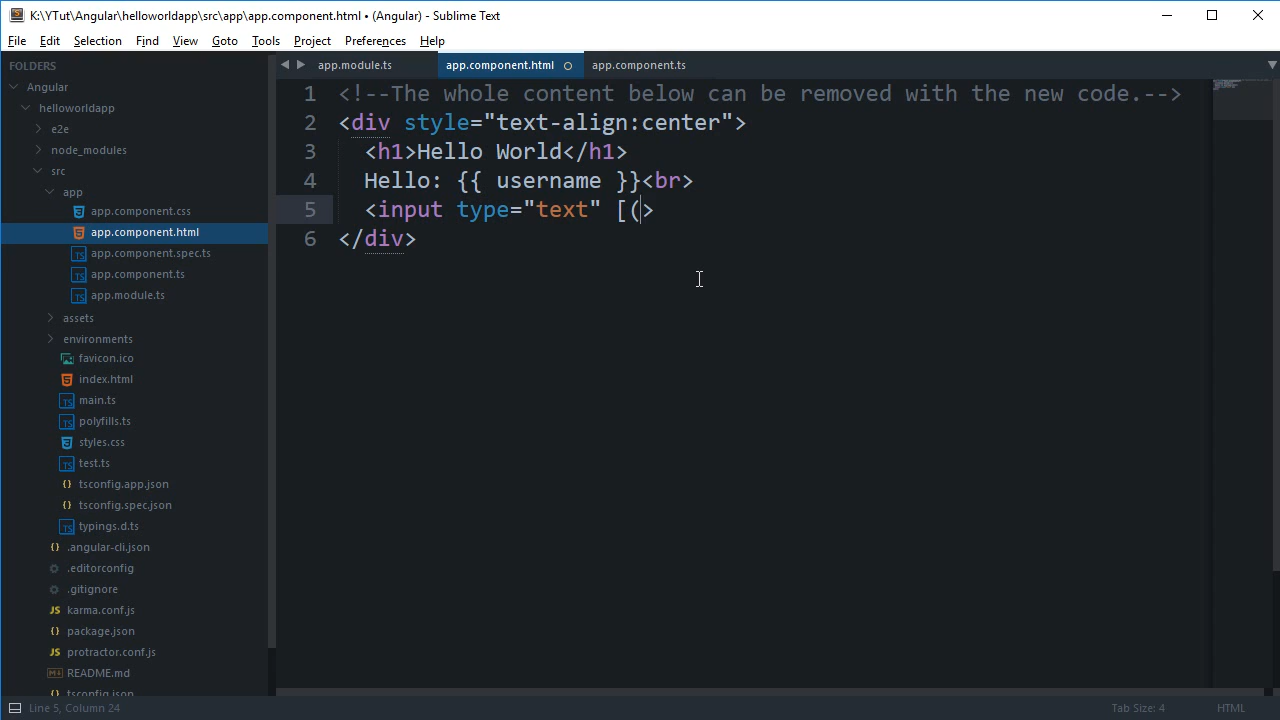 K:\YTut\Angular\helloworldapp\src\app\app.component.html • (Angular) - Sublime Text
File Edit Selection Find View Goto Tools Project Preferences Help
FOLDERS
Angular
helloworldapp
e2e
node_modules
src
app
app.component.css
app.component.html
app.component.spec.ts
app.component.ts
app.module.ts
assets
environments
favicon.ico
index.html
main.ts
polyfills.ts
styles.css
test.ts
tsconfig.app.json
tsconfig.spec.json
typings.d.ts
.angular-cli.json
.editorconfig
.gitignore
karma.conf.js
package.json
protractor.conf.js
README.md
tsconfig.json
app.module.ts app.component.html app.component.ts
1 <!--The whole content below can be removed with the new code.-->
2 <div style="text-align:center">
3 <h1>Hello World</h1>
4 Hello: {{ username }}<br>
5 <input type="text" [(>
6 </div>
Line 5, Column 24 Tab Size: 4 HTML